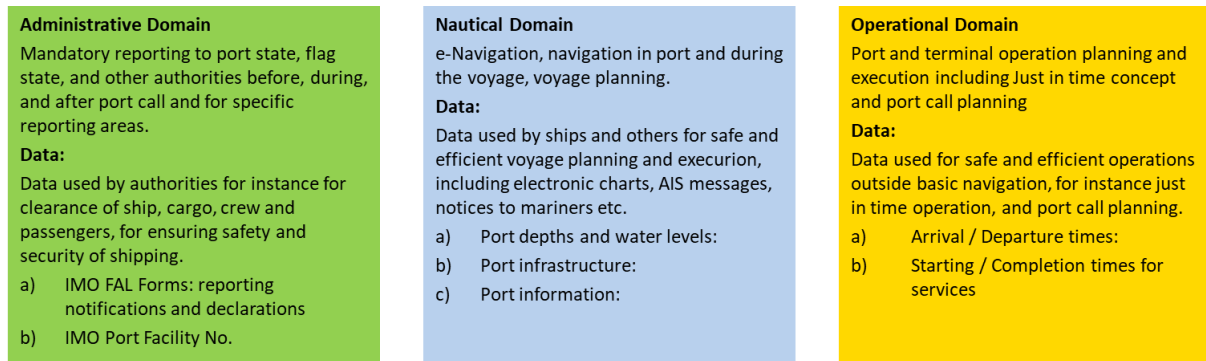 Administrative Domain
Mandatory reporting to port state, flag
state, and other authorities before, during,
and after port call and for specific
reporting areas.
Data:
Data used by authorities for instance for
clearance of ship, cargo, crew and
passengers, for ensuring safety and
security of shipping.
a) IMO FAL Forms: reporting
notifications and declarations
b) IMO Port Facility No.
Nautical Domain
e-Navigation, navigation in port and during
the voyage, voyage planning.
Data:
Data used by ships and others for safe and
efficient voyage planning and execurion,
including electronic charts, AIS messages,
notices to mariners etc.
a) Port depths and water levels:
b) Port infrastructure:
c) Port information:
Operational Domain
Port and terminal operation planning and
execution including Just in time concept
and port call planning
Data:
Data used for safe and efficient operations
outside basic navigation, for instance just
in time operation, and port call planning.
a) Arrival / Departure times:
b) Starting / Completion times for
services